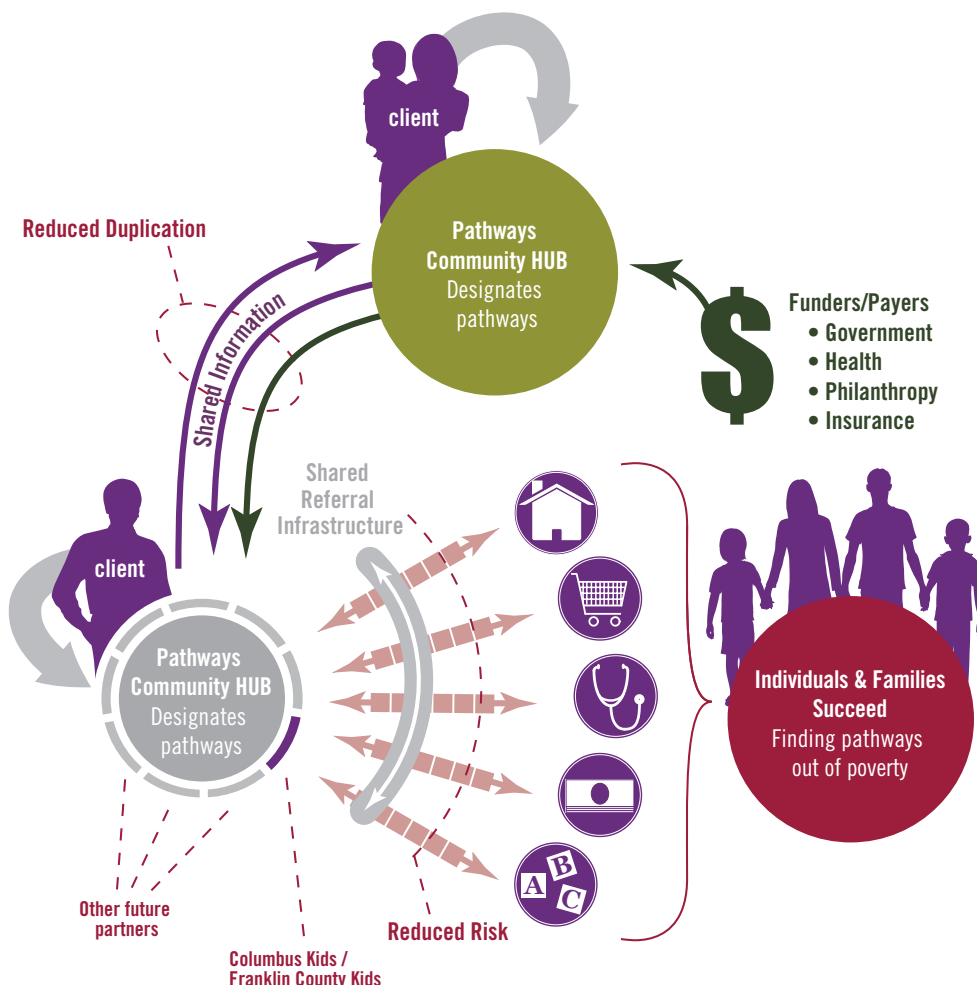 client
Reduced Duplication
Pathways
Community HUB
Designates
pathways
Funders/Payers
• Government
• Health
• Philanthropy
• Insurance
$
Shared Information
Shared
Referral
Infrastructure
client
Pathways
Community HUB
Designates
pathways
A B C
Individuals & Families
Succeed
Finding pathways
out of poverty
Other future
partners
Reduced Risk
Columbus Kids /
Franklin County Kids